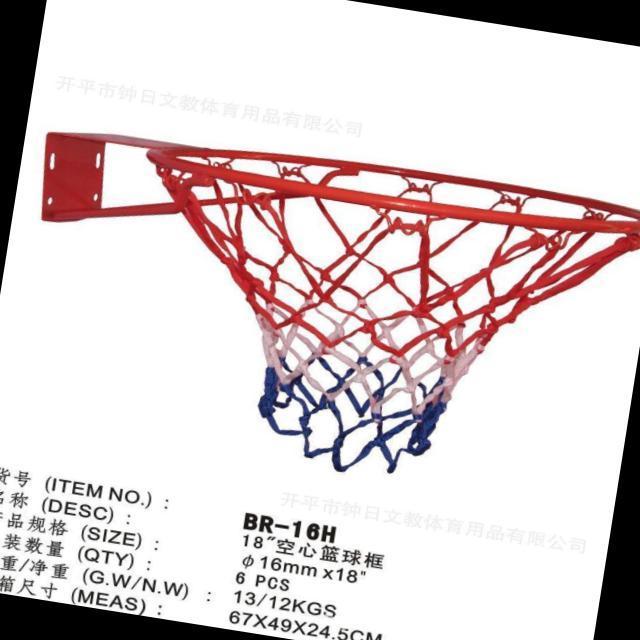 开平市钟日文教体育用品有限公司
货号 (ITEM NO.) : BR-16H
名称 (DESC) : 18"空心篮球框
产品规格 (SIZE) : φ16mm x18"
装数量 (QTY) : 6 PCS
重/净重 (G.W/N.W) : 13/12KGS
箱尺寸 (MEAS) : 67X49X24.5CM
开平市钟日文教体育用品有限公司